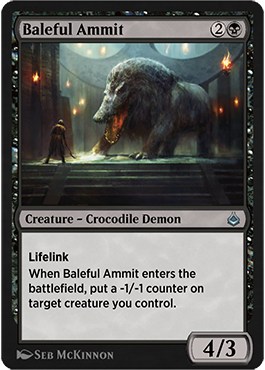 Baleful Ammit 2
Creature – Crocodile Demon
Lifelink
When Baleful Ammit enters the
battlefield, put a -1/-1 counter on
target creature you control.
Seb McKinnon
4/3